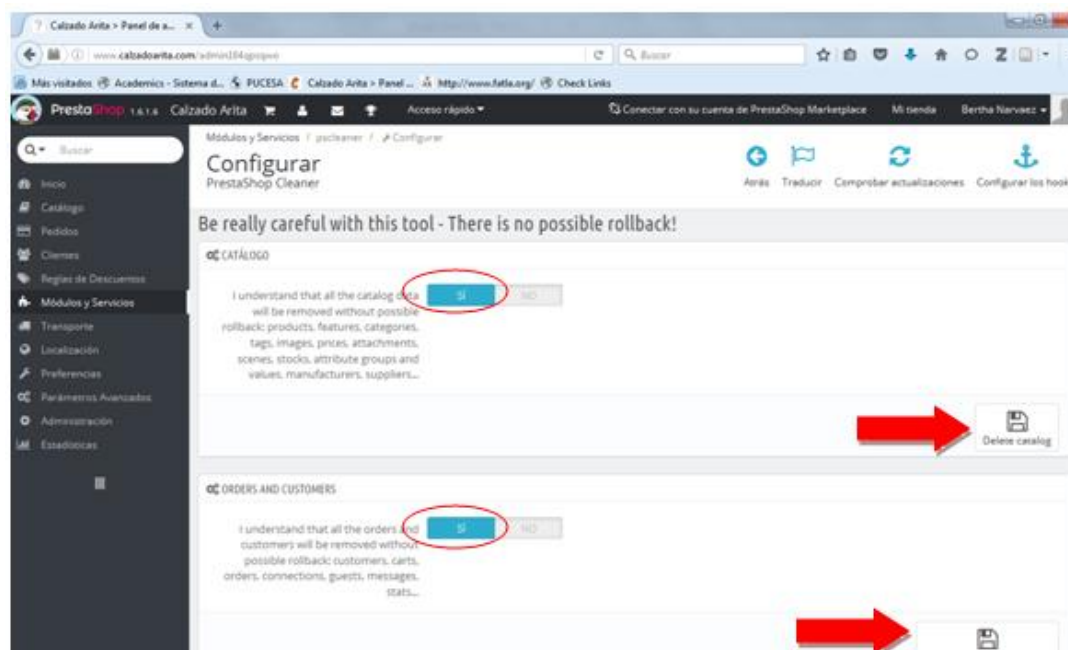 Calzado Arita > Panel de a...
www.calzadoarita.com
Buscar
Más visitados Academics - Sistema d... PUCESA Calzado Arita > Panel ... http://www.fatla.org/ Check Links
PrestaShop 1.6.1.6 Calzado Arita Acceso rápido Conectar con su cuenta de PrestaShop Marketplace Mi tienda Bertha Narvaez
Buscar
Inicio
Catálogo
Pedidos
Clientes
Reglas de Descuentos
Módulos y Servicios
Transporte
Localización
Preferencias
Parámetros Avanzados
Administración
Estadísticas
Módulos y Servicios / pscleaner / Configurar
Configurar
PrestaShop Cleaner
Atrás Traducir Comprobar actualizaciones Configurar los hook
Be really careful with this tool - There is no possible rollback!
CATÁLOGO
I understand that all the catalog data
will be removed without possible
rollback: products, features, categories,
tags, images, prices, attachments,
scenes, stocks, attribute groups and
values, manufacturers, suppliers...
SÍ NO
Delete catalog
ORDERS AND CUSTOMERS
I understand that all the orders and
customers will be removed without
possible rollback: customers, carts,
orders, connections, guests, messages,
stats...
SÍ NO